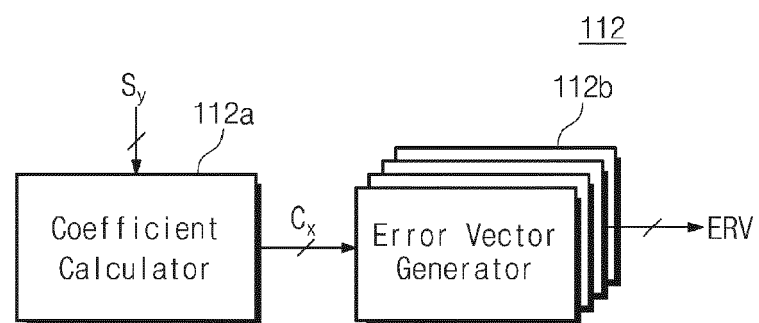 112
Sy
112a
112b
Coefficient
Calculator
Cx
Error Vector
Generator
ERV